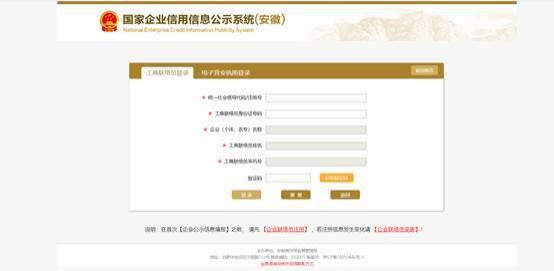 国家企业信用信息公示系统(安徽)
National Enterprise Credit Information Publicity System
工商联络员登录 电子营业执照登录
* 统一社会信用代码/注册号
* 工商联络员身份证号码
* 企业（个体、农专）名称
* 工商联络员姓名
* 工商联络员手机号
验证码
登 录 重 置 返回
说明：在首次【企业公示信息填报】之前，请先 【企业联络员注册】，若注册信息发生变化请 【企业联络员变更】！